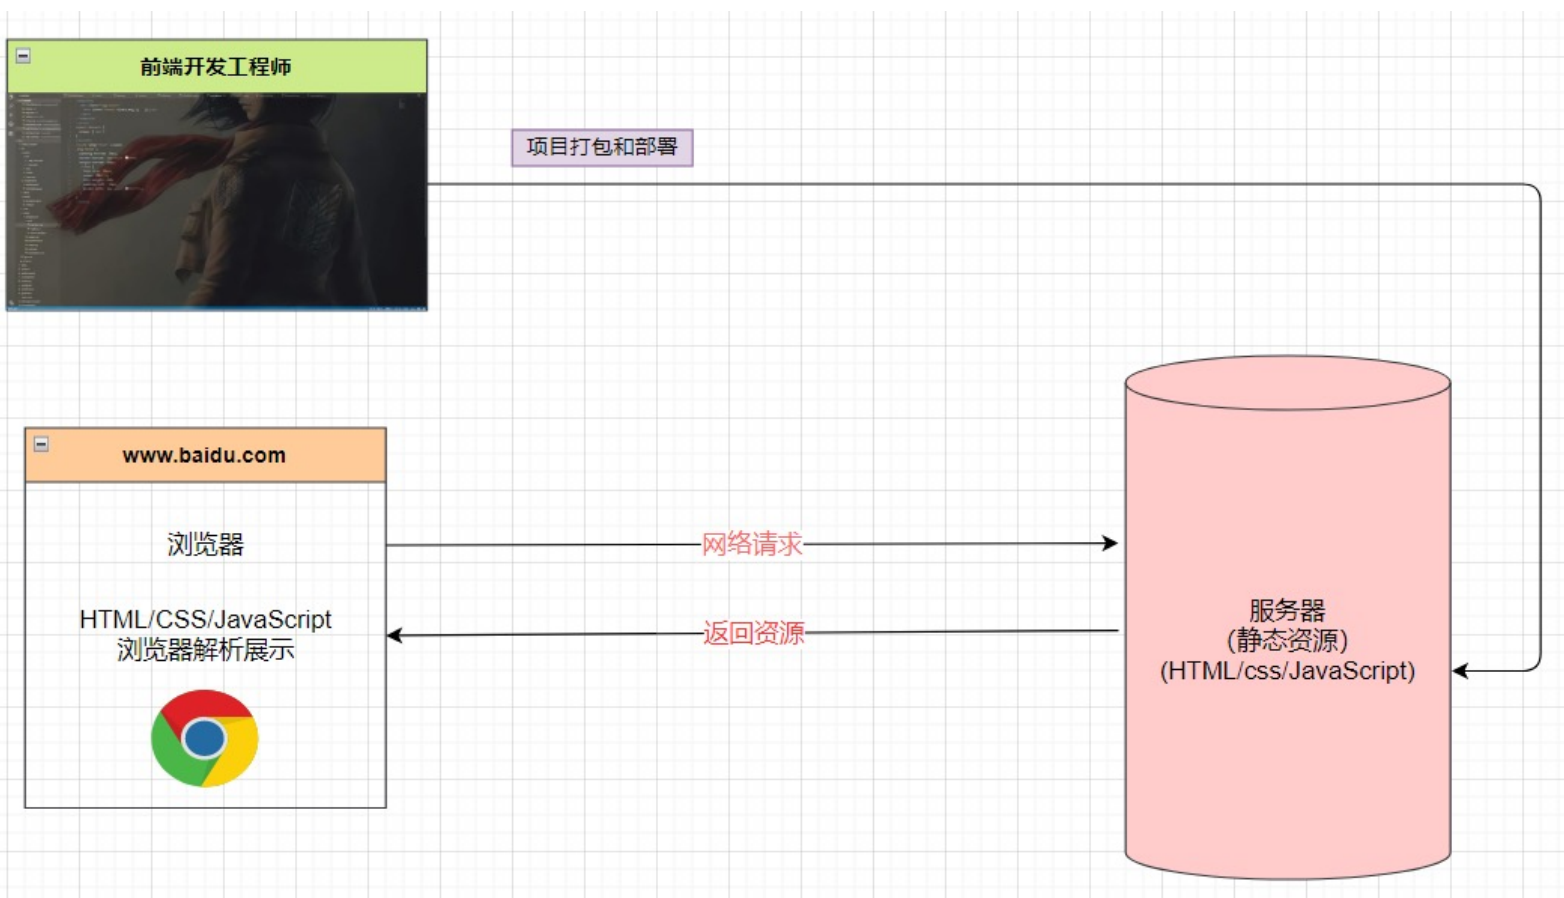 前端开发工程师
项目打包和部署
www.baidu.com
浏览器
HTML/CSS/JavaScript
浏览器解析展示
网络请求
返回资源
服务器
(静态资源)
(HTML/css/JavaScript)